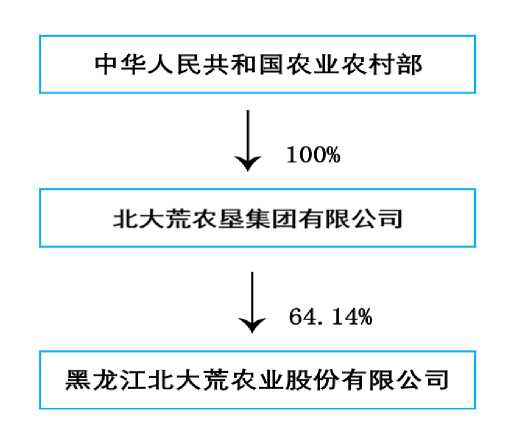 中华人民共和国农业农村部
100%
北大荒农垦集团有限公司
64.14%
黑龙江北大荒农业股份有限公司